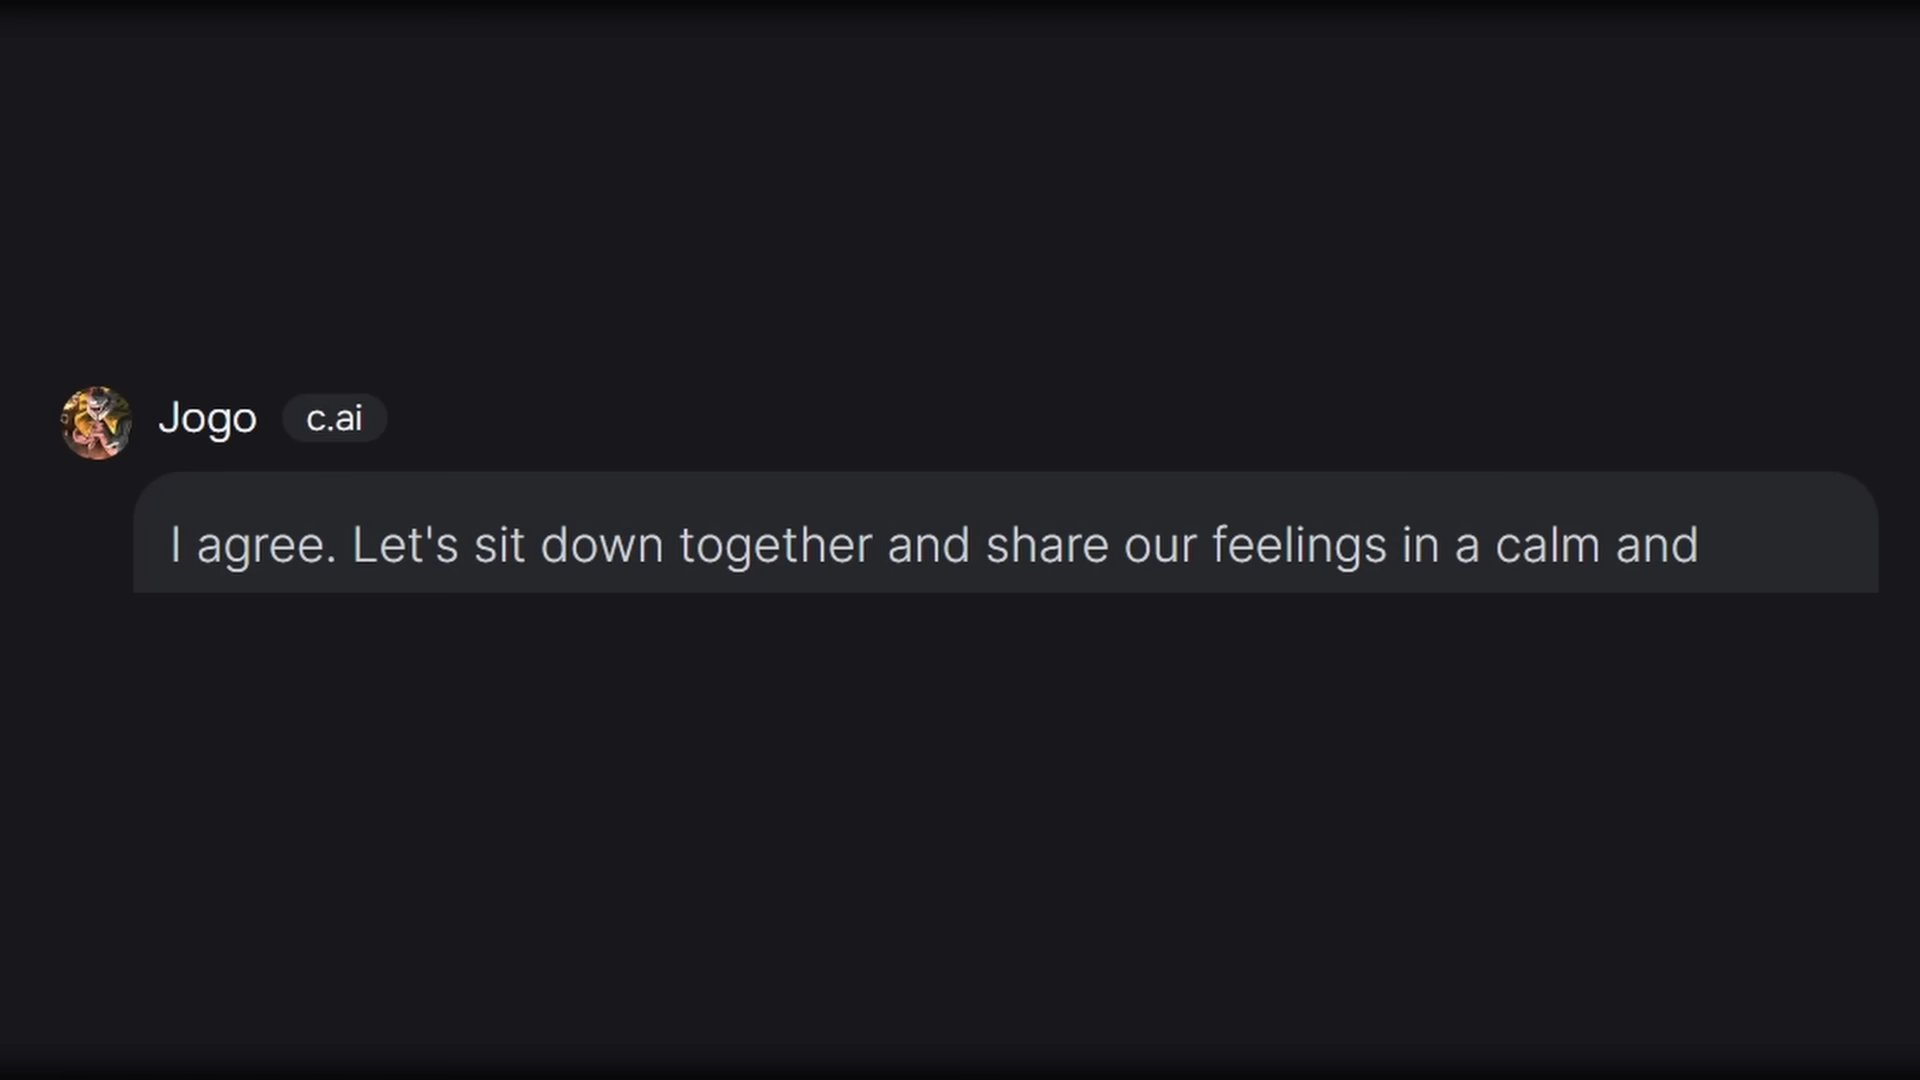 Jogo c.ai
I agree. Let's sit down together and share our feelings in a calm and